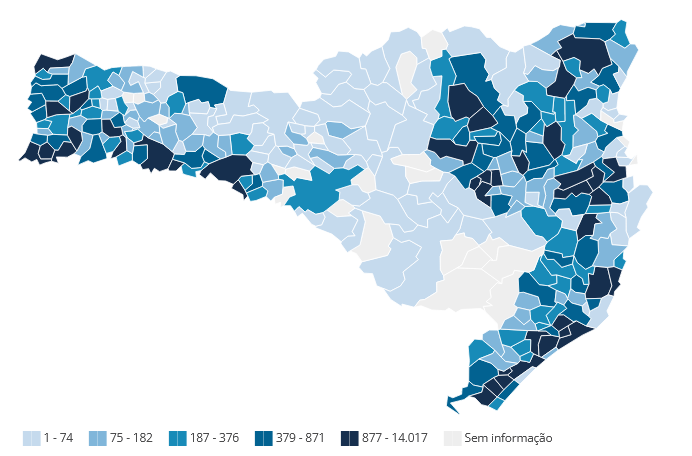 1 - 74 75 - 182 187 - 376 379 - 871 877 - 14.017 Sem informação